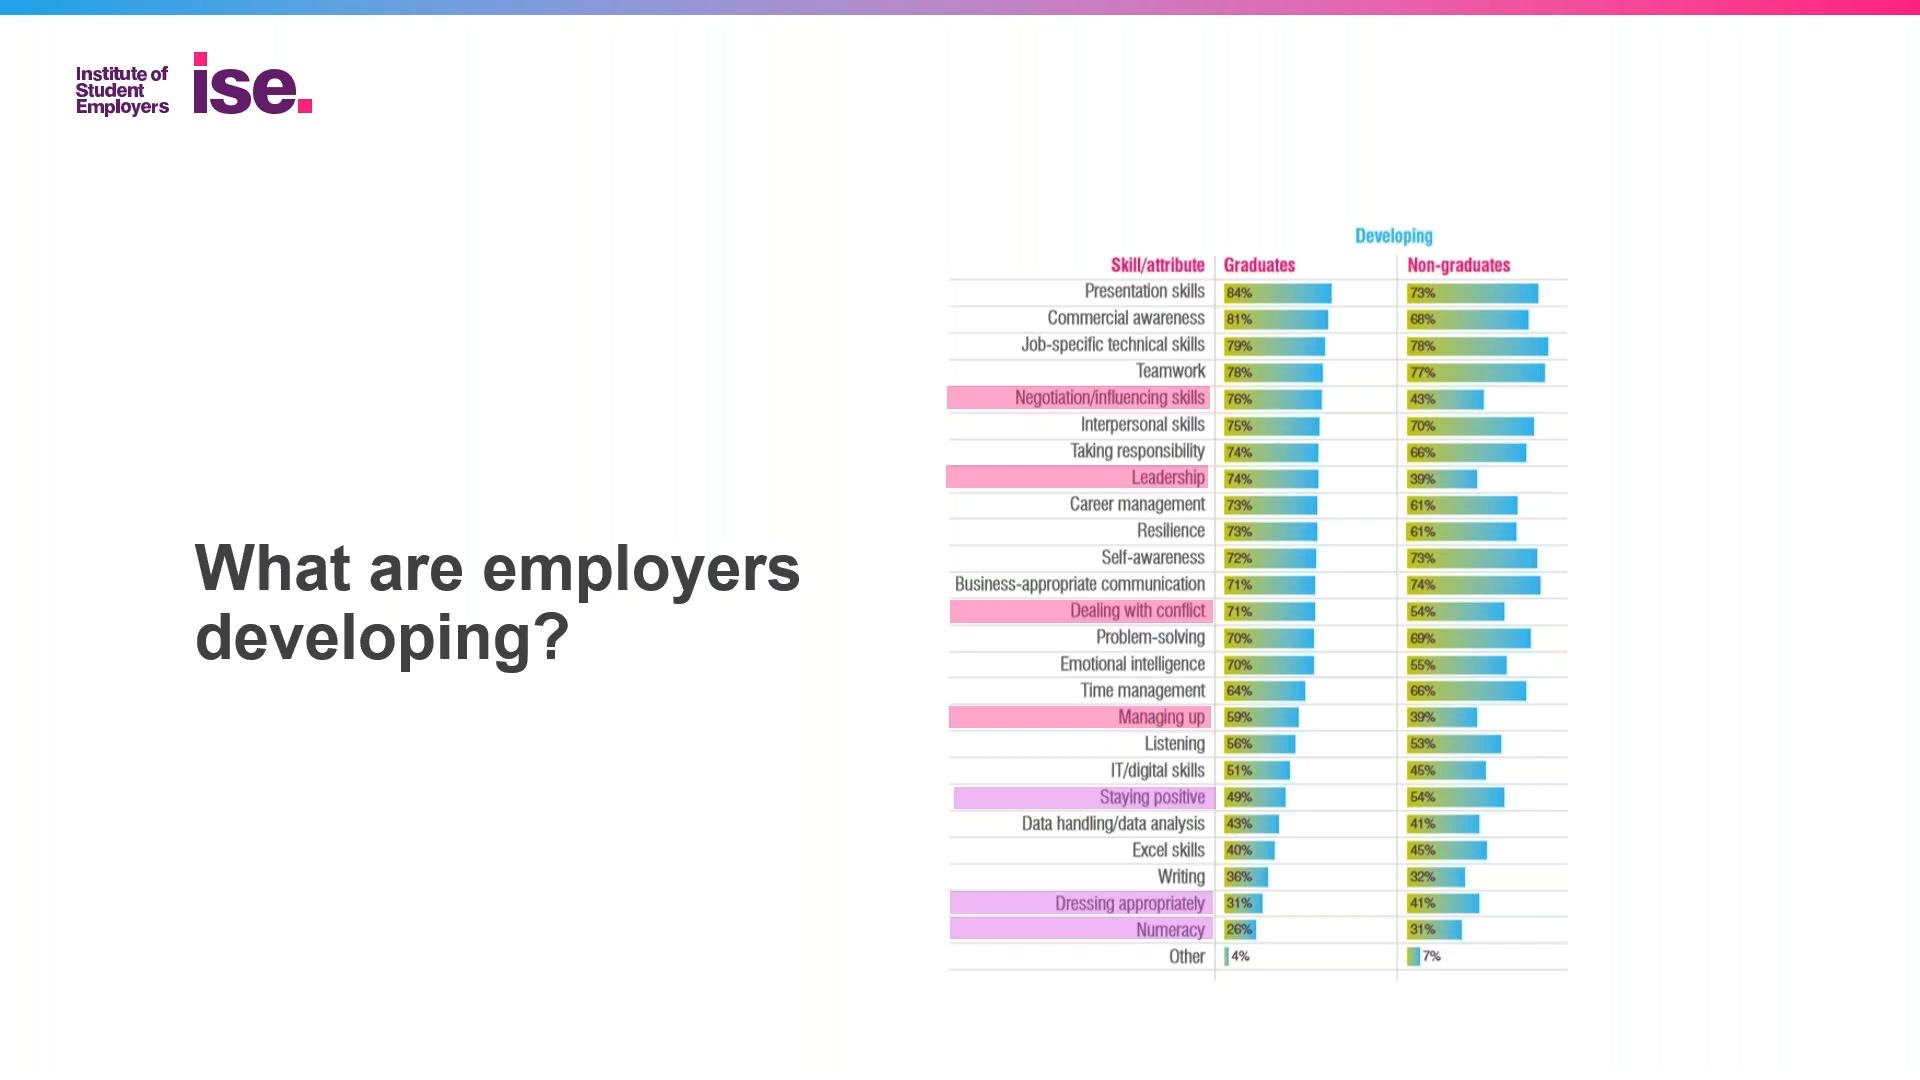 Institute of
Student
Employers
ise.
What are employers
developing?
Developing
Skill/attribute Graduates Non-graduates
Presentation skills 84% 73%
Commercial awareness 81% 68%
Job-specific technical skills 79% 78%
Teamwork 78% 77%
Negotiation/influencing skills 76% 43%
Interpersonal skills 75% 70%
Taking responsibility 74% 66%
Leadership 74% 39%
Career management 73% 61%
Resilience 73% 61%
Self-awareness 72% 73%
Business-appropriate communication 71% 74%
Dealing with conflict 71% 54%
Problem-solving 70% 69%
Emotional intelligence 70% 55%
Time management 64% 66%
Managing up 59% 39%
Listening 56% 53%
IT/digital skills 51% 45%
Staying positive 49% 54%
Data handling/data analysis 43% 41%
Excel skills 40% 45%
Writing 36% 32%
Dressing appropriately 31% 41%
Numeracy 26% 31%
Other 4% 7%